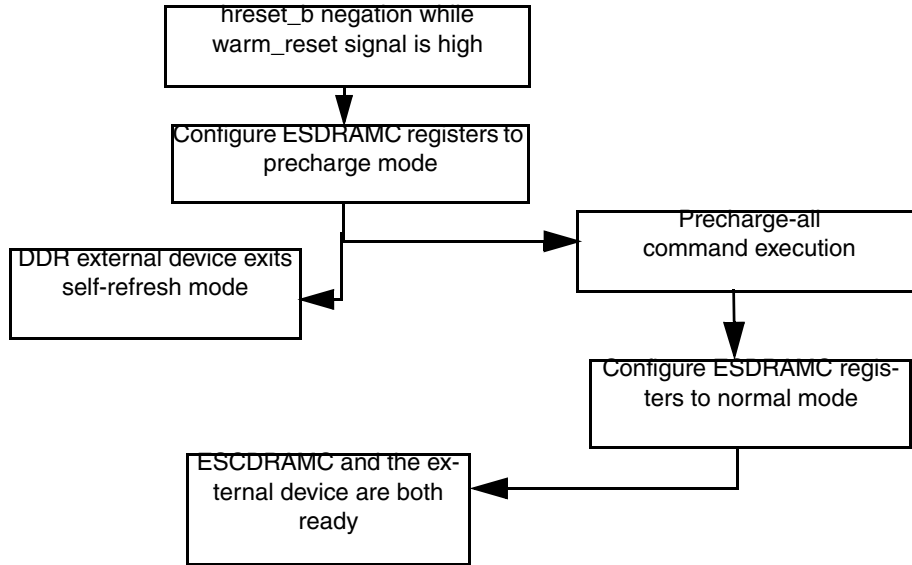 hreset_b negation while
warm_reset signal is high
Configure ESDRAMC registers to
precharge mode
Precharge-all
command execution
DDR external device exits
self-refresh mode
Configure ESDRAMC regis-
ters to normal mode
ESCDRAMC and the ex-
ternal device are both
ready